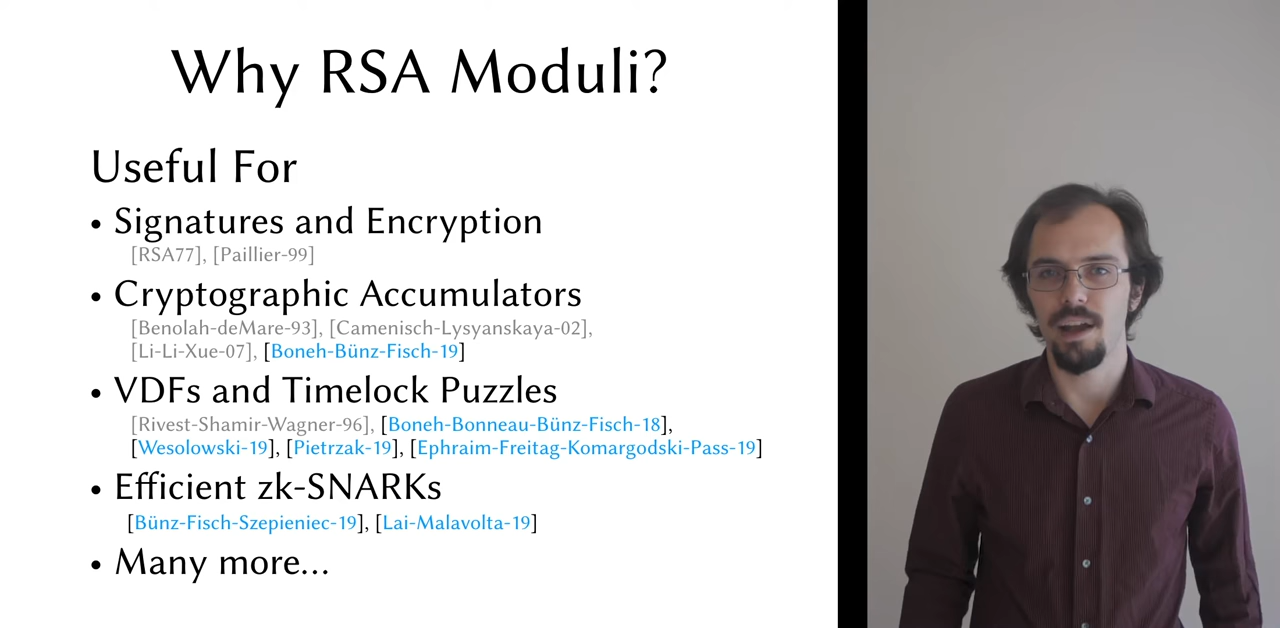 Why RSA Moduli?
Useful For
• Signatures and Encryption
[RSA77], [Paillier-99]
• Cryptographic Accumulators
[Benolah-deMare-93], [Camenisch-Lysyanskaya-02],
[Li-Li-Xue-07], [Boneh-Bünz-Fisch-19]
• VDFs and Timelock Puzzles
[Rivest-Shamir-Wagner-96], [Boneh-Bonneau-Bünz-Fisch-18],
[Wesolowski-19], [Pietrzak-19], [Ephraim-Freitag-Komargodski-Pass-19]
• Efficient zk-SNARKs
[Bünz-Fisch-Szepieniec-19], [Lai-Malavolta-19]
• Many more...